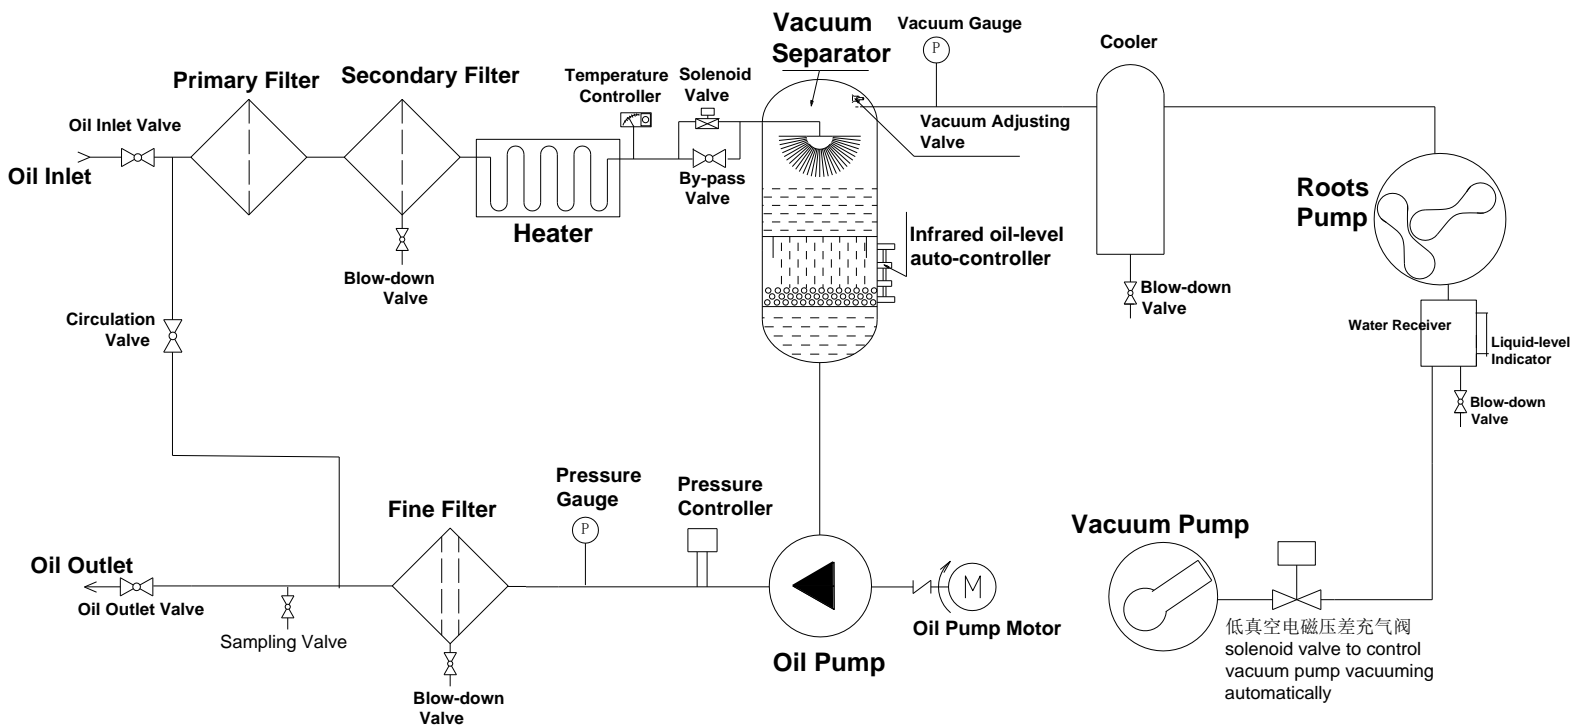 Vacuum
Separator
Vacuum Gauge
P
Cooler
Primary Filter
Secondary Filter
Temperature
Controller
Solenoid
Valve
Oil Inlet Valve
Oil Inlet
Vacuum Adjusting
Valve
By-pass
Valve
Heater
Roots
Pump
Infrared oil-level
auto-controller
Blow-down
Valve
Blow-down
Valve
Circulation
Valve
Water Receiver
Liquid-level
Indicator
Blow-down
Valve
Pressure
Gauge
P
Pressure
Controller
Fine Filter
Vacuum Pump
Oil Outlet
Oil Outlet Valve
Sampling Valve
M
Oil Pump Motor
Oil Pump
Blow-down
Valve
低真空电磁压差充气阀
solenoid valve to control
vacuum pump vacuuming
automatically